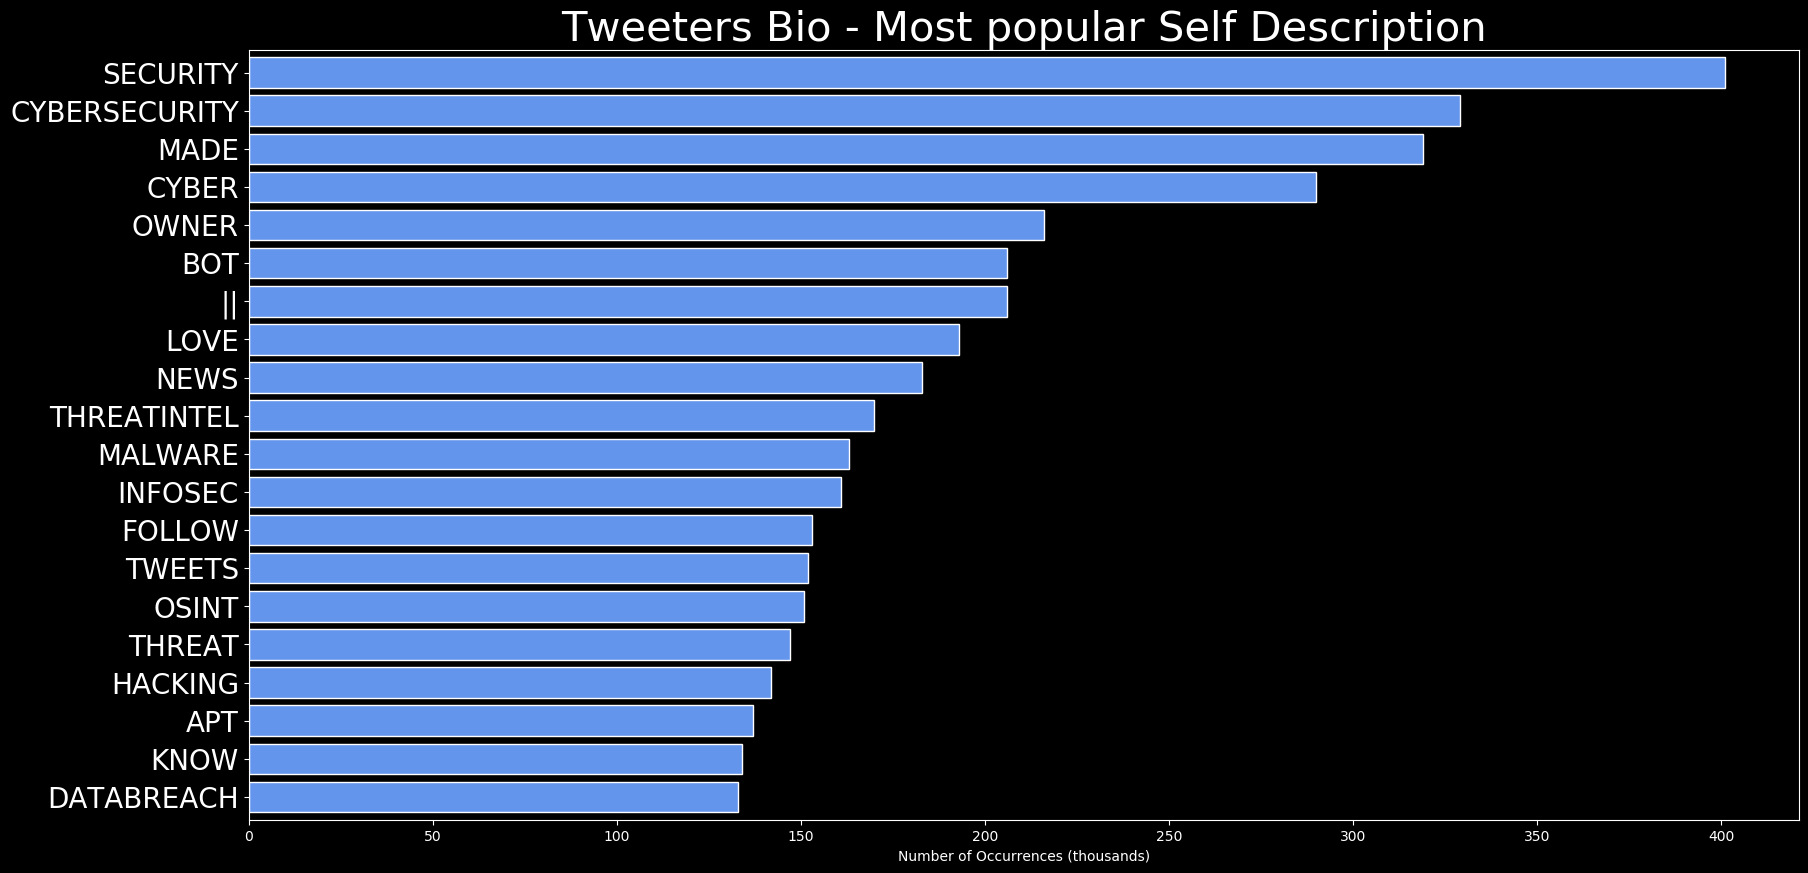 Tweeters Bio - Most popular Self Description
SECURITY
CYBERSECURITY
MADE
CYBER
OWNER
BOT
||
LOVE
NEWS
THREATINTEL
MALWARE
INFOSEC
FOLLOW
TWEETS
OSINT
THREAT
HACKING
APT
KNOW
DATABREACH
0 50 100 150 200 250 300 350 400
Number of Occurrences (thousands)